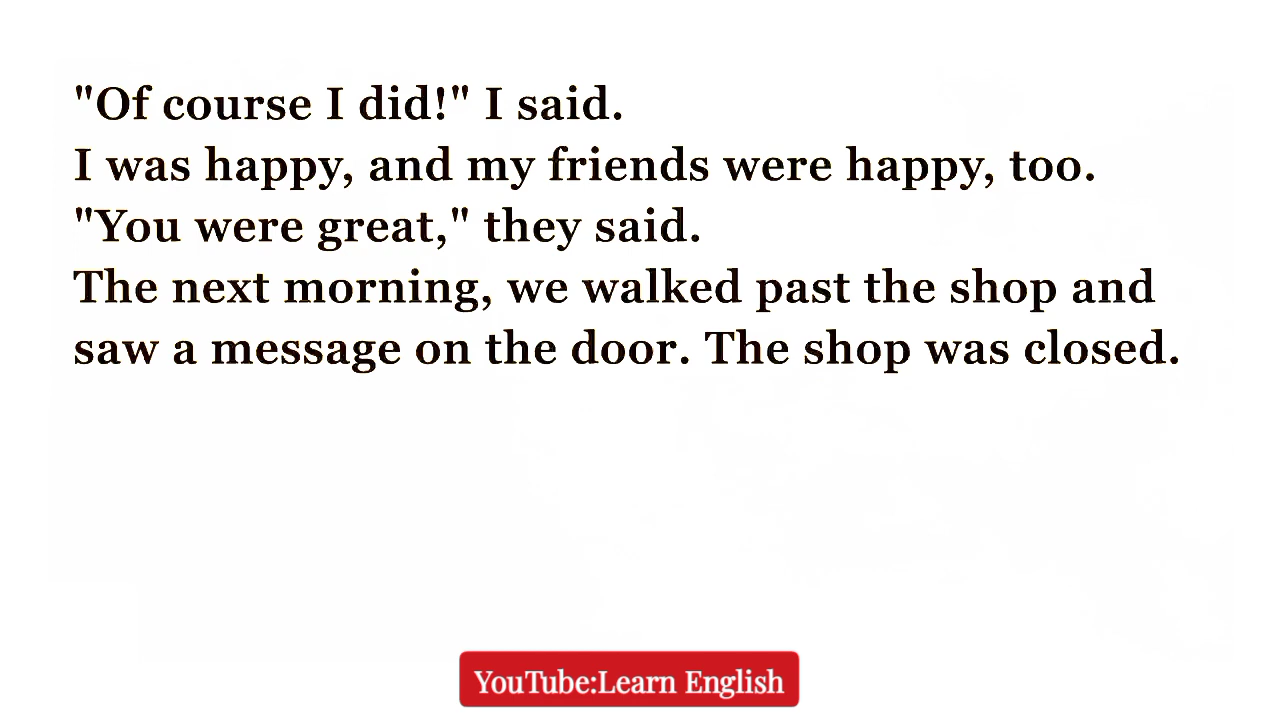 "Of course I did!" I said.
I was happy, and my friends were happy, too.
"You were great," they said.
The next morning, we walked past the shop and
saw a message on the door. The shop was closed.
YouTube:Learn English